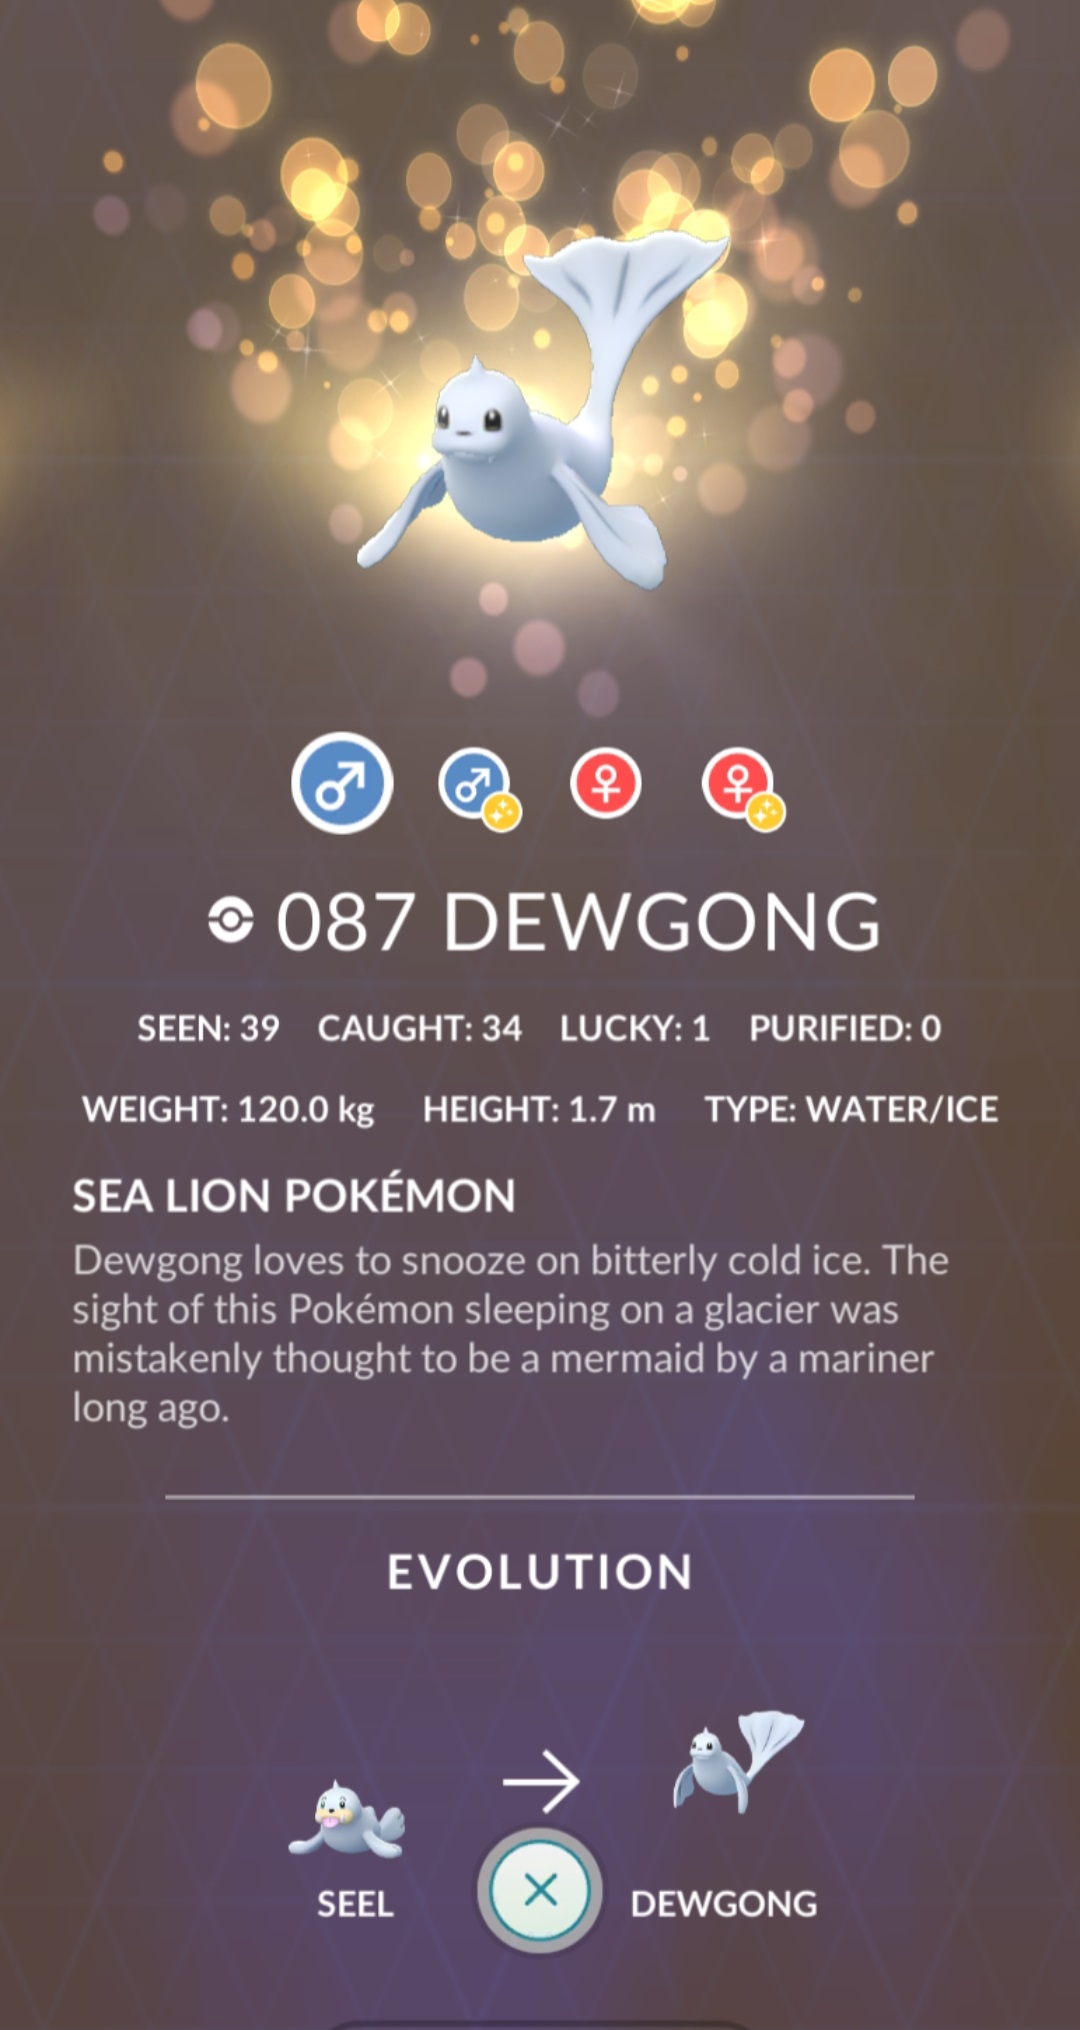 087 DEWGONG
SEEN: 39 CAUGHT: 34 LUCKY: 1 PURIFIED: 0
WEIGHT: 120.0 kg HEIGHT: 1.7 m TYPE: WATER/ICE
SEA LION POKÉMON
Dewgong loves to snooze on bitterly cold ice. The
sight of this Pokémon sleeping on a glacier was
mistakenly thought to be a mermaid by a mariner
long ago.
EVOLUTION
SEEL DEWGONG